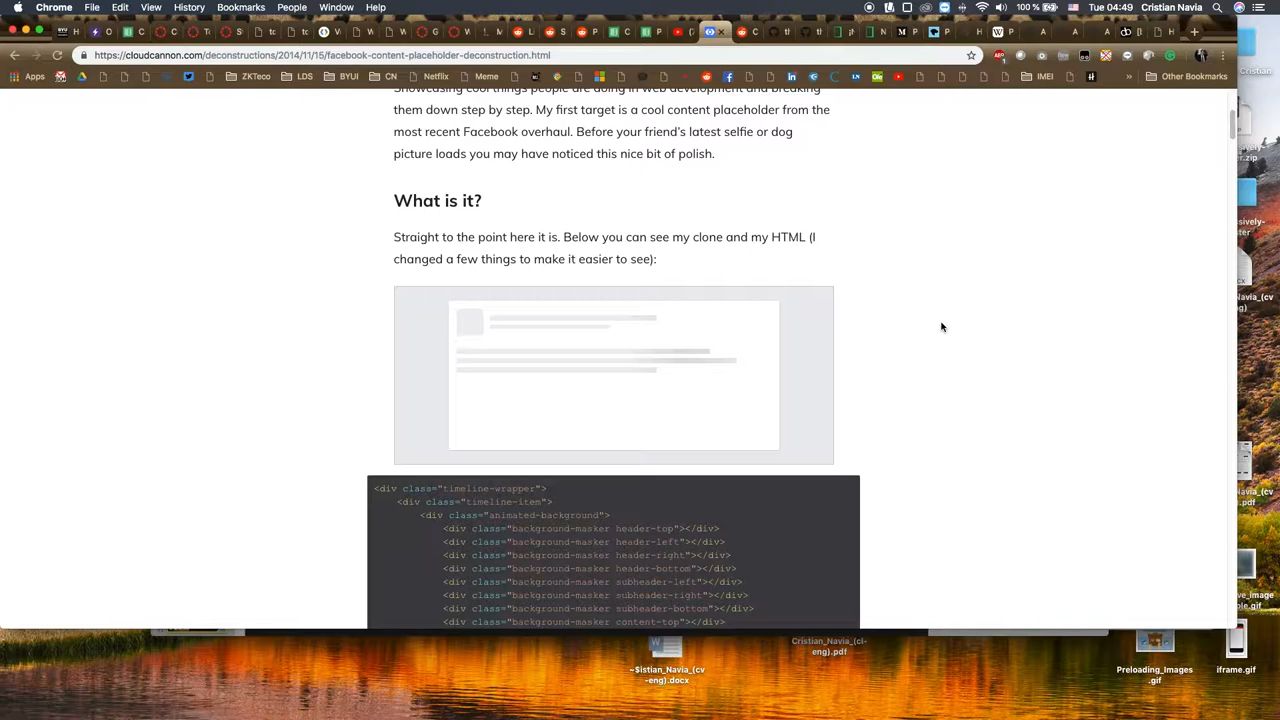 Chrome File Edit View History Bookmarks People Window Help
100 % Tue 04:49 Cristian Navia
https://cloudcannon.com/deconstructions/2014/11/15/facebook-content-placeholder-deconstruction.html
Apps ZKTeco LDS BYUI CN Netflix Meme IMEI H » Other Bookmarks
Showcasing cool things people are doing in web development and breaking
them down step by step. My first target is a cool content placeholder from the
most recent Facebook overhaul. Before your friend's latest selfie or dog
picture loads you may have noticed this nice bit of polish.
What is it?
Straight to the point here it is. Below you can see my clone and my HTML (I
changed a few things to make it easier to see):
<div class="timeline-wrapper">
<div class="timeline-item">
<div class="animated-background">
<div class="background-masker header-top"></div>
<div class="background-masker header-left"></div>
<div class="background-masker header-right"></div>
<div class="background-masker header-bottom"></div>
<div class="background-masker subheader-left"></div>
<div class="background-masker subheader-right"></div>
<div class="background-masker subheader-bottom"></div>
<div class="background-masker content-top"></div>
Cristian
~$istian_Navia_(cv
-eng).docx
Cristian_Navia_(cl-
eng).pdf
Preloading_Images
.gif
iframe.gif